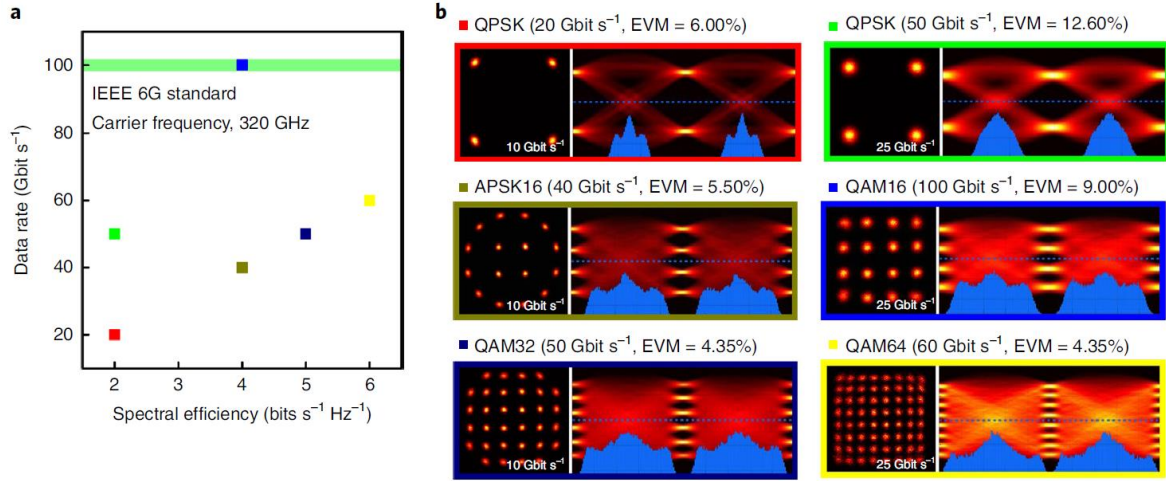 a
Data rate (Gbit s⁻¹)
100
80
60
40
20
IEEE 6G standard
Carrier frequency, 320 GHz
2
3
4
5
6
Spectral efficiency (bits s⁻¹ Hz⁻¹)
b
QPSK (20 Gbit s⁻¹, EVM = 6.00%)
10 Gbit s⁻¹
QPSK (50 Gbit s⁻¹, EVM = 12.60%)
25 Gbit s⁻¹
APSK16 (40 Gbit s⁻¹, EVM = 5.50%)
10 Gbit s⁻¹
QAM16 (100 Gbit s⁻¹, EVM = 9.00%)
25 Gbit s⁻¹
QAM32 (50 Gbit s⁻¹, EVM = 4.35%)
10 Gbit s⁻¹
QAM64 (60 Gbit s⁻¹, EVM = 4.35%)
25 Gbit s⁻¹